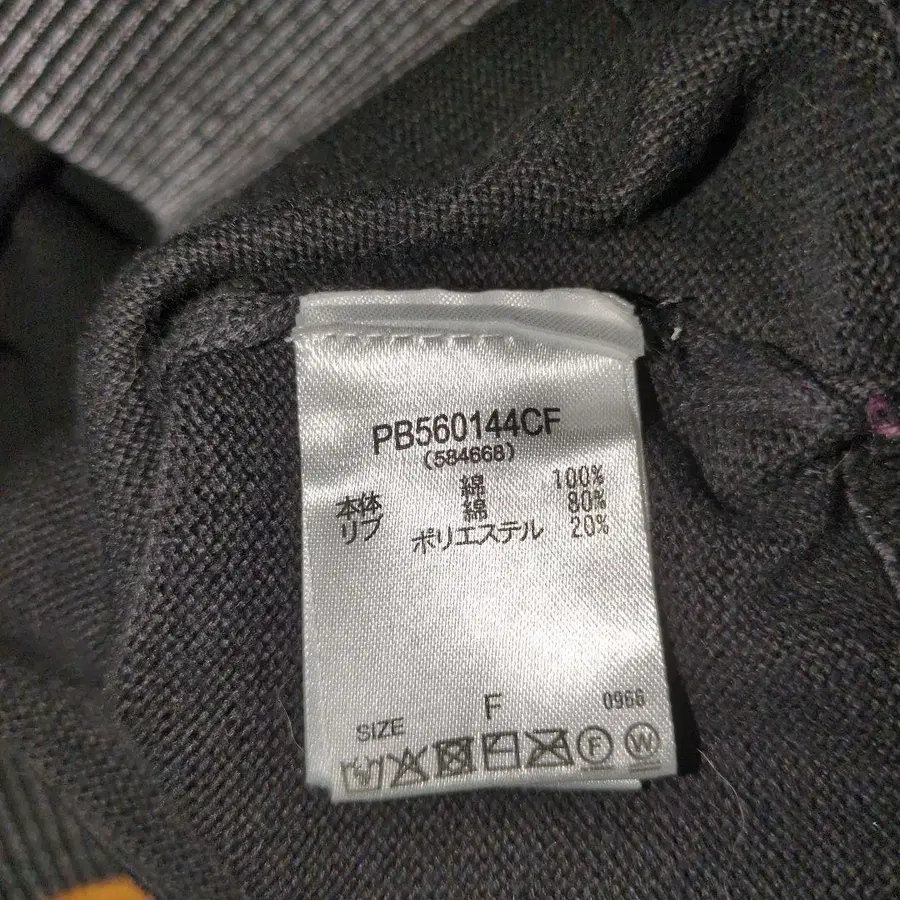 PB560144CF
(584668)
本体 綿 100%
リブ 綿 80%
ポリエステル 20%
SIZE F 0966
F W